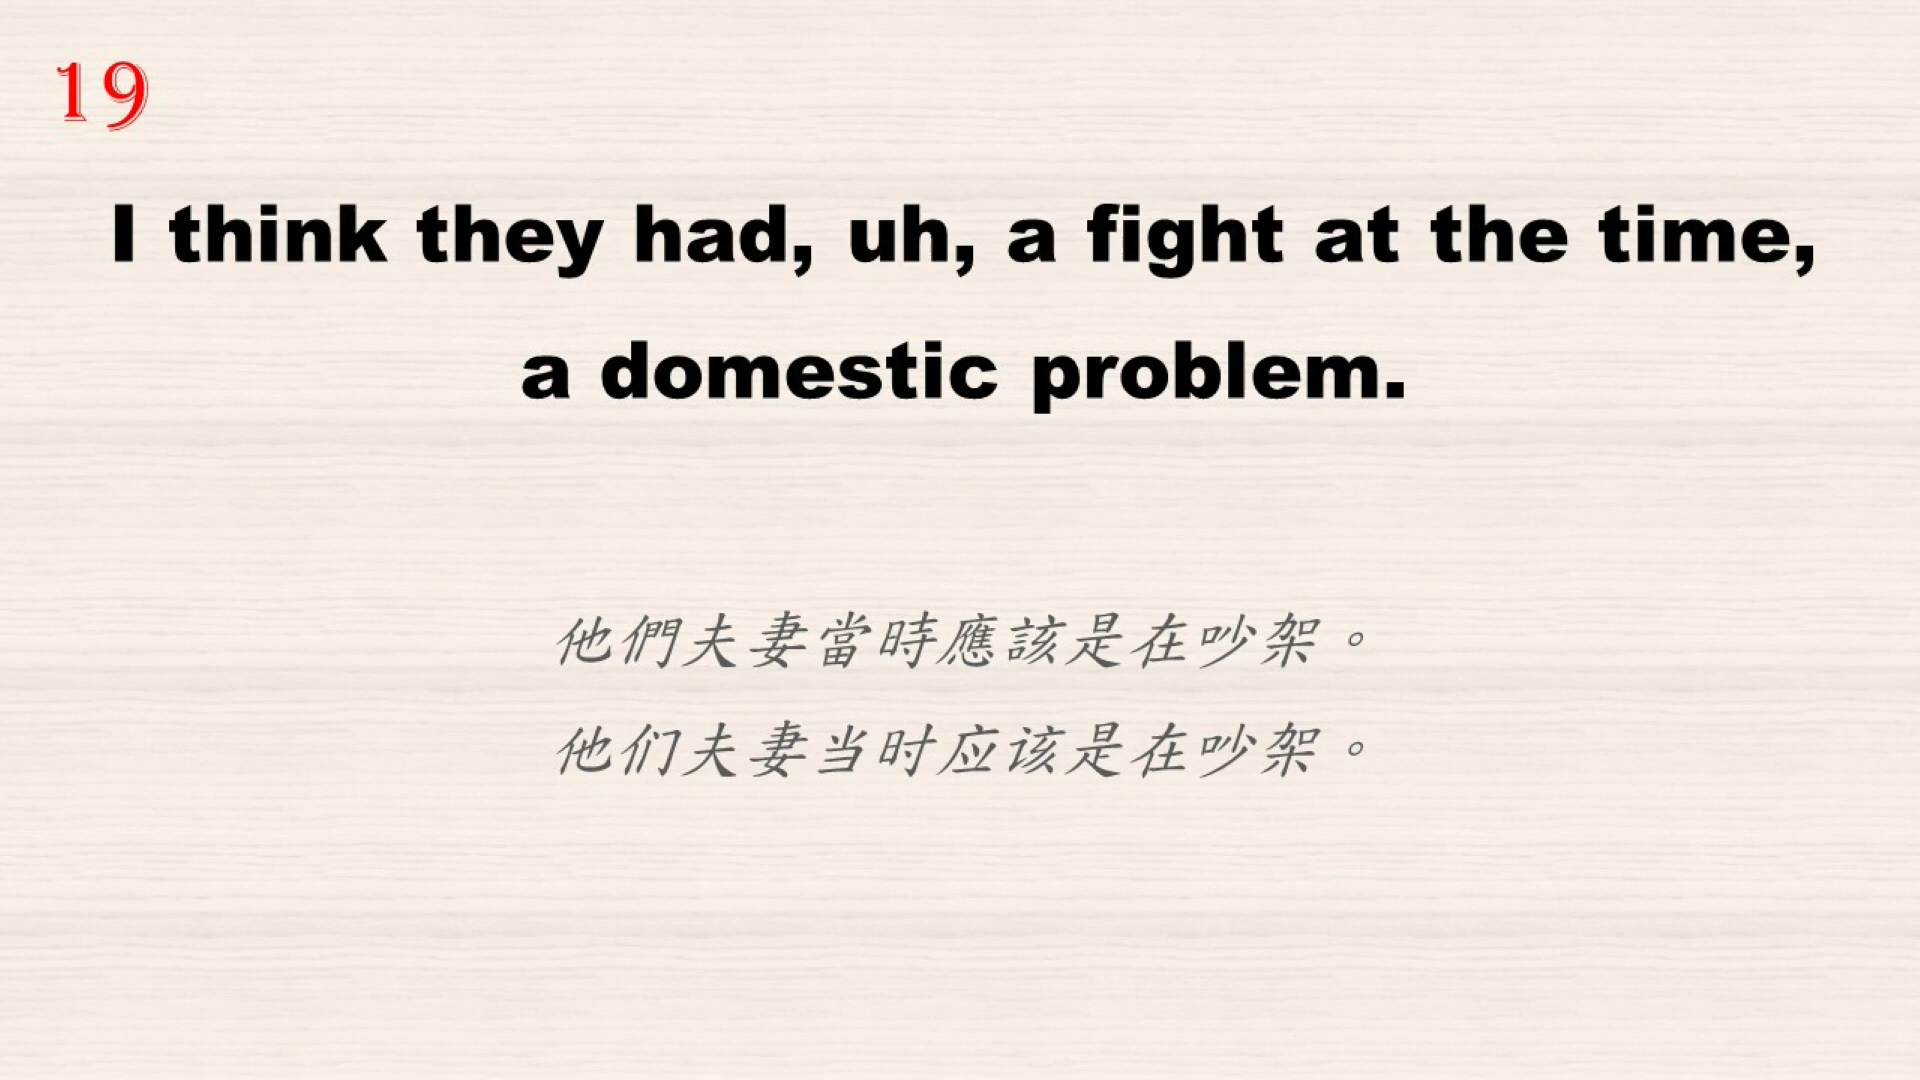 19
I think they had, uh, a fight at the time,
a domestic problem.
他們夫妻當時應該是在吵架。
他们夫妻当时应该是在吵架。